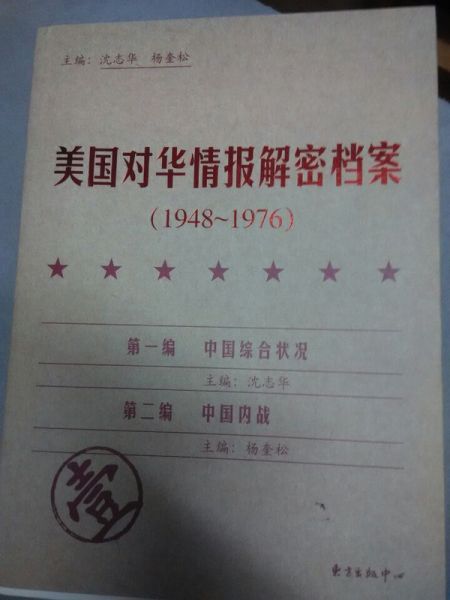 主编：沈志华 杨奎松
美国对华情报解密档案
(1948~1976)
第一编 中国综合状况
主编：沈志华
第二编 中国内战
主编：杨奎松
壹
东方出版中心